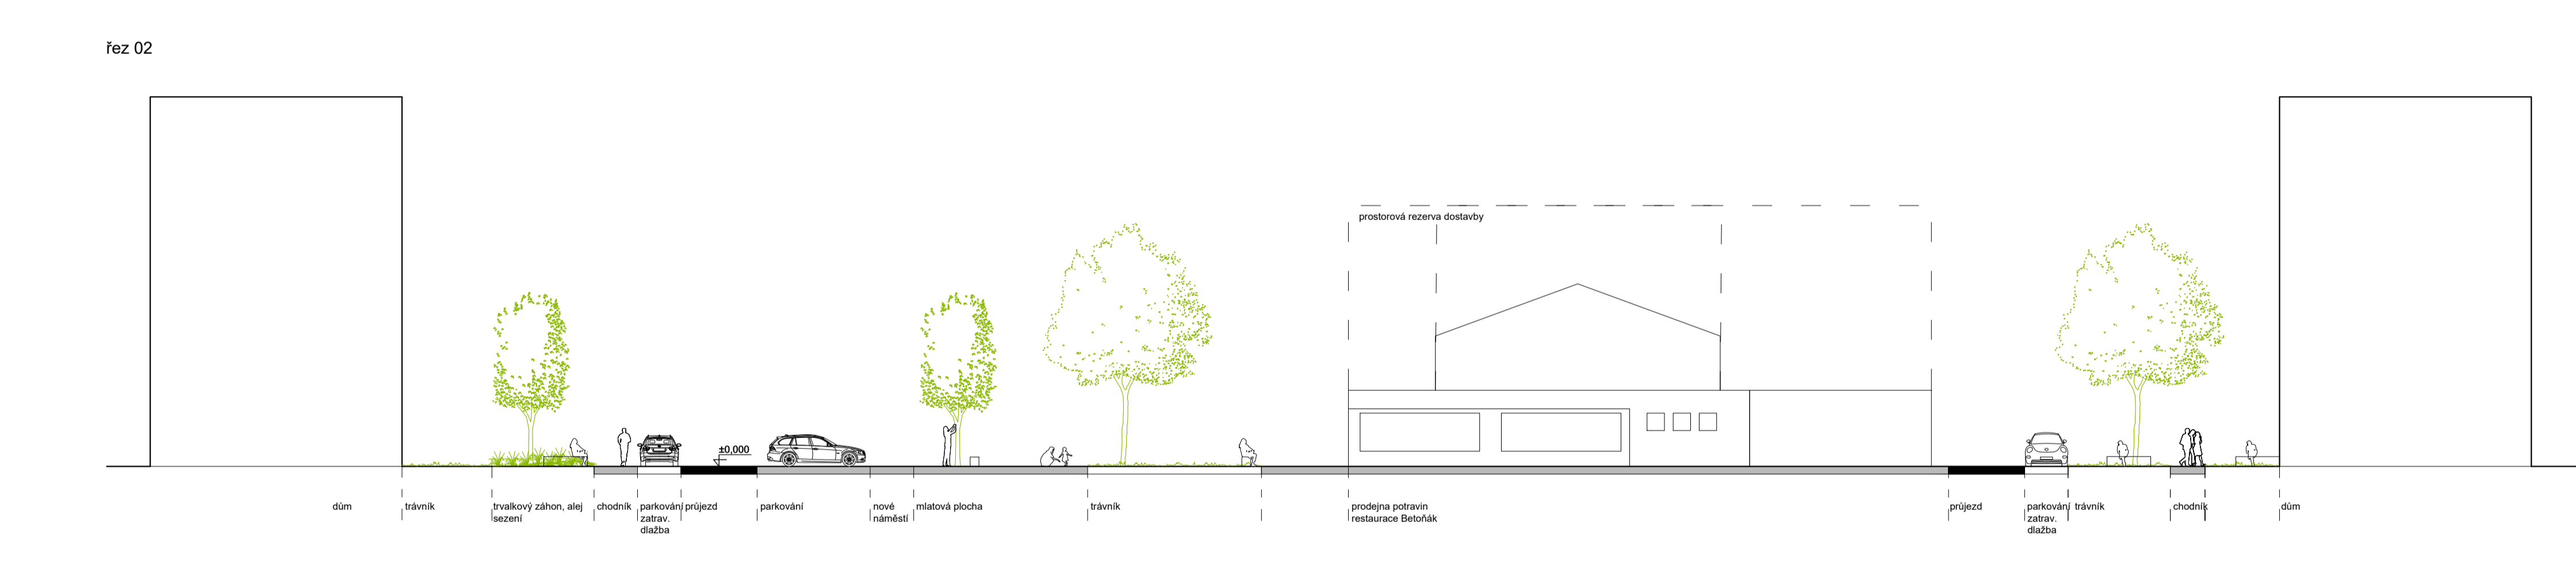 řez 02
prostorová rezerva dostavby
±0,000
dům
trávník
trvalkový záhon, alej
sezení
chodník
parkování
zatrav.
dlažba
průjezd
parkování
nové
náměstí
mlatová plocha
trávník
prodejna potravin
restaurace Betoňák
průjezd
parkování
zatrav.
dlažba
trávník
chodník
dům